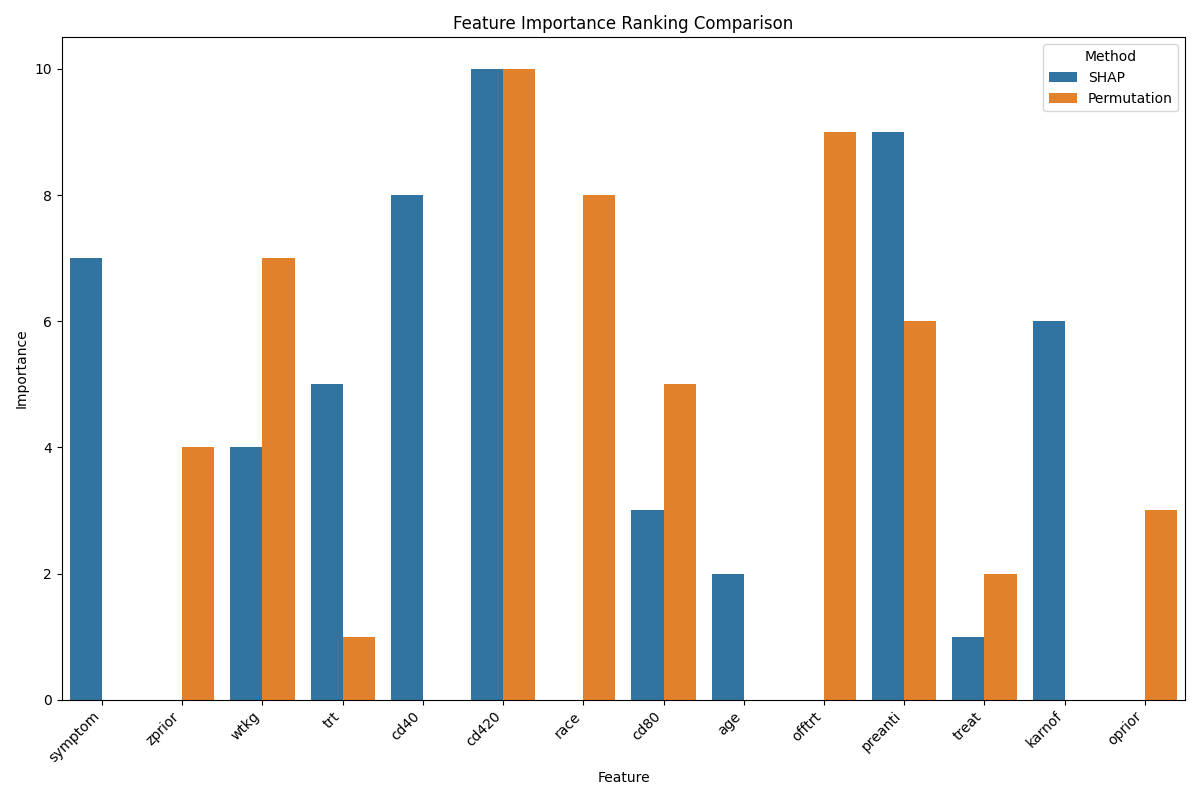 Feature Importance Ranking Comparison
Method
SHAP
Permutation
Importance
10
8
6
4
2
0
symptom
zprior
wtkg
trt
cd40
cd420
race
cd80
age
offtrt
preanti
treat
karnof
oprior
Feature